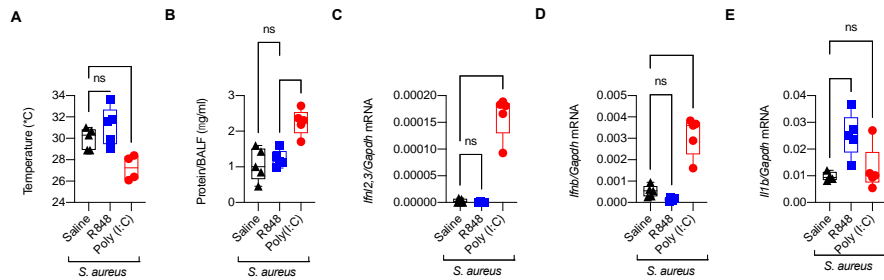 A
B
C
D
E
ns
34
32
30
28
26
24
Temperature (°C)
Saline
R848
Poly (I:C)
S. aureus
ns
4
3
2
1
0
Protein/BALF (ng/ml)
Saline
R848
Poly(I:C)
S. aureus
ns
0.00020
0.00015
0.00010
0.00005
0.00000
Ifnl2,3/Gapdh mRNA
Saline
R848
Poly (I:C)
S. aureus
ns
0.005
0.004
0.003
0.002
0.001
0.000
Ifnb/Gapdh mRNA
Saline
R848
Poly(I:C)
S. aureus
ns
0.05
0.04
0.03
0.02
0.01
0.00
Il1b/Gapdh mRNA
Saline
R848
Poly (I:C)
S. aureus